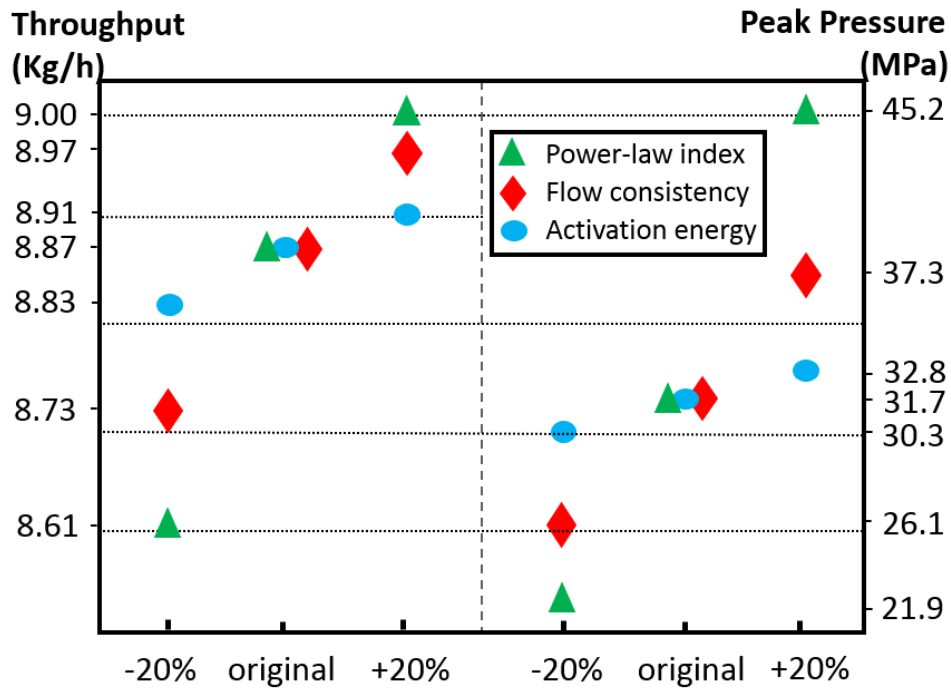 Throughput
(Kg/h)
Peak Pressure
(MPa)
9.00
8.97
8.91
8.87
8.83
8.73
8.61
Power-law index
Flow consistency
Activation energy
45.2
37.3
32.8
31.7
30.3
26.1
21.9
-20% original +20% -20% original +20%